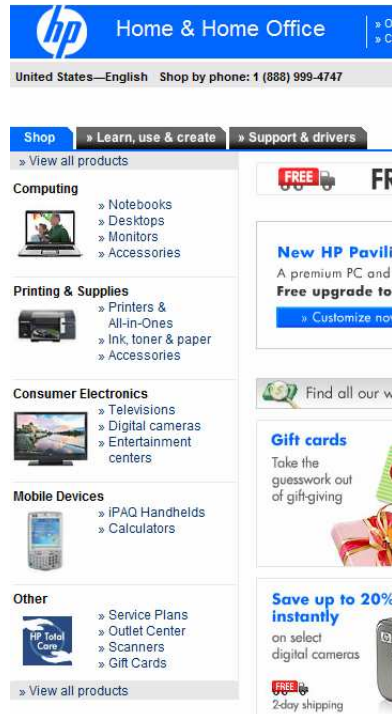 hp Home & Home Office
United States—English Shop by phone: 1 (888) 999-4747
Shop » Learn, use & create » Support & drivers
» View all products
Computing
» Notebooks
» Desktops
» Monitors
» Accessories
Printing & Supplies
» Printers &
All-in-Ones
» Ink, toner & paper
» Accessories
Consumer Electronics
» Televisions
» Digital cameras
» Entertainment
centers
Mobile Devices
» iPAQ Handhelds
» Calculators
Other
HP Total
Care
» Service Plans
» Outlet Center
» Scanners
» Gift Cards
» View all products
FREE
New HP
A premium PC and
Free upgrade to
» Customize
Find all our
Gift cards
Take the
guesswork out
of gift-giving
Save up to 20%
instantly
on select
digital cameras
FREE
2-day shipping